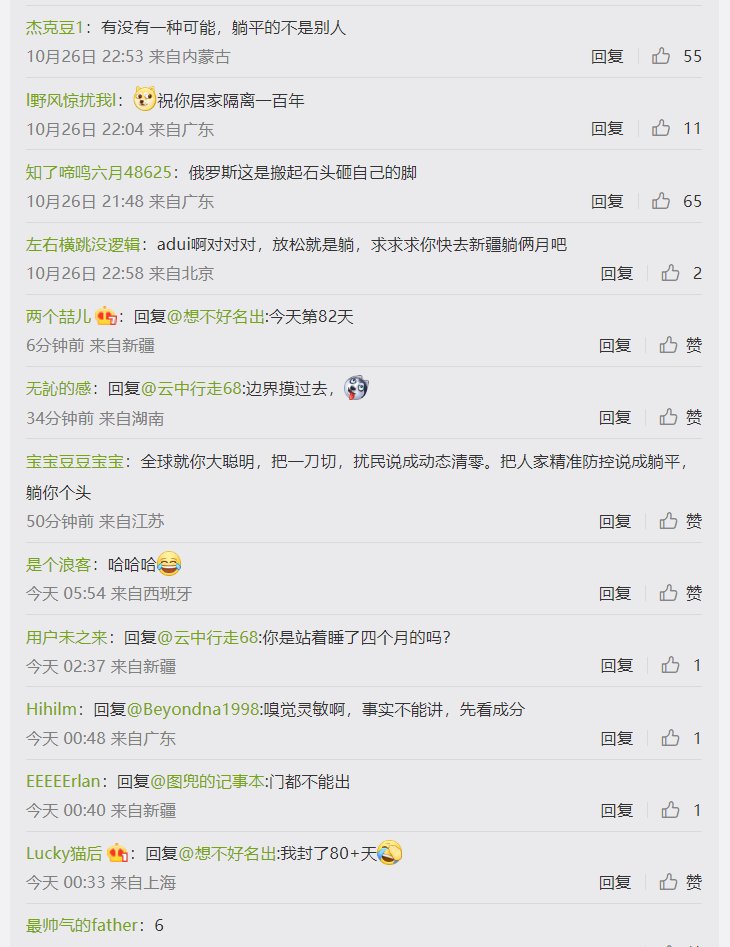 杰克豆1：有没有一种可能，躺平的不是别人
10月26日 22:53 来自内蒙古 回复 55
l野风惊扰我l：祝你居家隔离一百年
10月26日 22:04 来自广东 回复 11
知了啼鸣六月48625：俄罗斯这是搬起石头砸自己的脚
10月26日 21:48 来自广东 回复 65
左右横跳没逻辑：adui啊对对对，放松就是躺，求求求你快去新疆躺俩月吧
10月26日 22:58 来自北京 回复 2
两个喆儿：回复@想不好名出:今天第82天
6分钟前 来自新疆 回复 赞
无訫的感：回复@云中行走68:边界摸过去，
34分钟前 来自湖南 回复 赞
宝宝豆豆宝宝：全球就你大聪明，把一刀切，扰民说成动态清零。把人家精准防控说成躺平，
躺你个头
50分钟前 来自江苏 回复 赞
是个浪客：哈哈哈
今天 05:54 来自西班牙 回复 赞
用户未之来：回复@云中行走68:你是站着睡了四个月的吗？
今天 02:37 来自新疆 回复 1
Hihilm：回复@Beyondna1998:嗅觉灵敏啊，事实不能讲，先看成分
今天 00:48 来自广东 回复 1
EEEEErlan：回复@图兜的记事本:门都不能出
今天 00:40 来自新疆 回复 1
Lucky猫后：回复@想不好名出:我封了80+天
今天 00:33 来自上海 回复 赞
最帅气的father：6